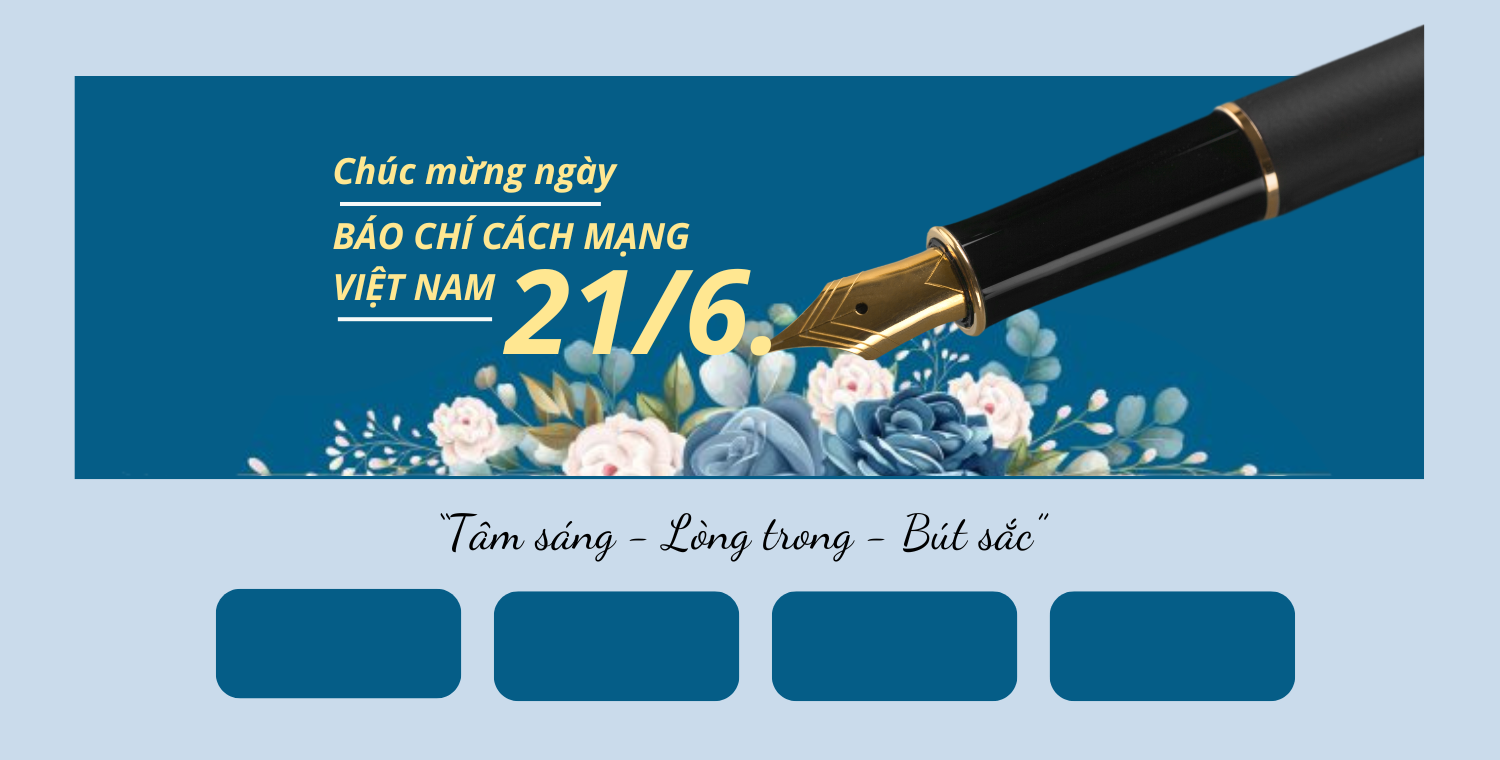 Chúc mừng ngày
BÁO CHÍ CÁCH MẠNG
VIỆT NAM 21/6.
“Tâm sáng - Lòng trong - Bút sắc”